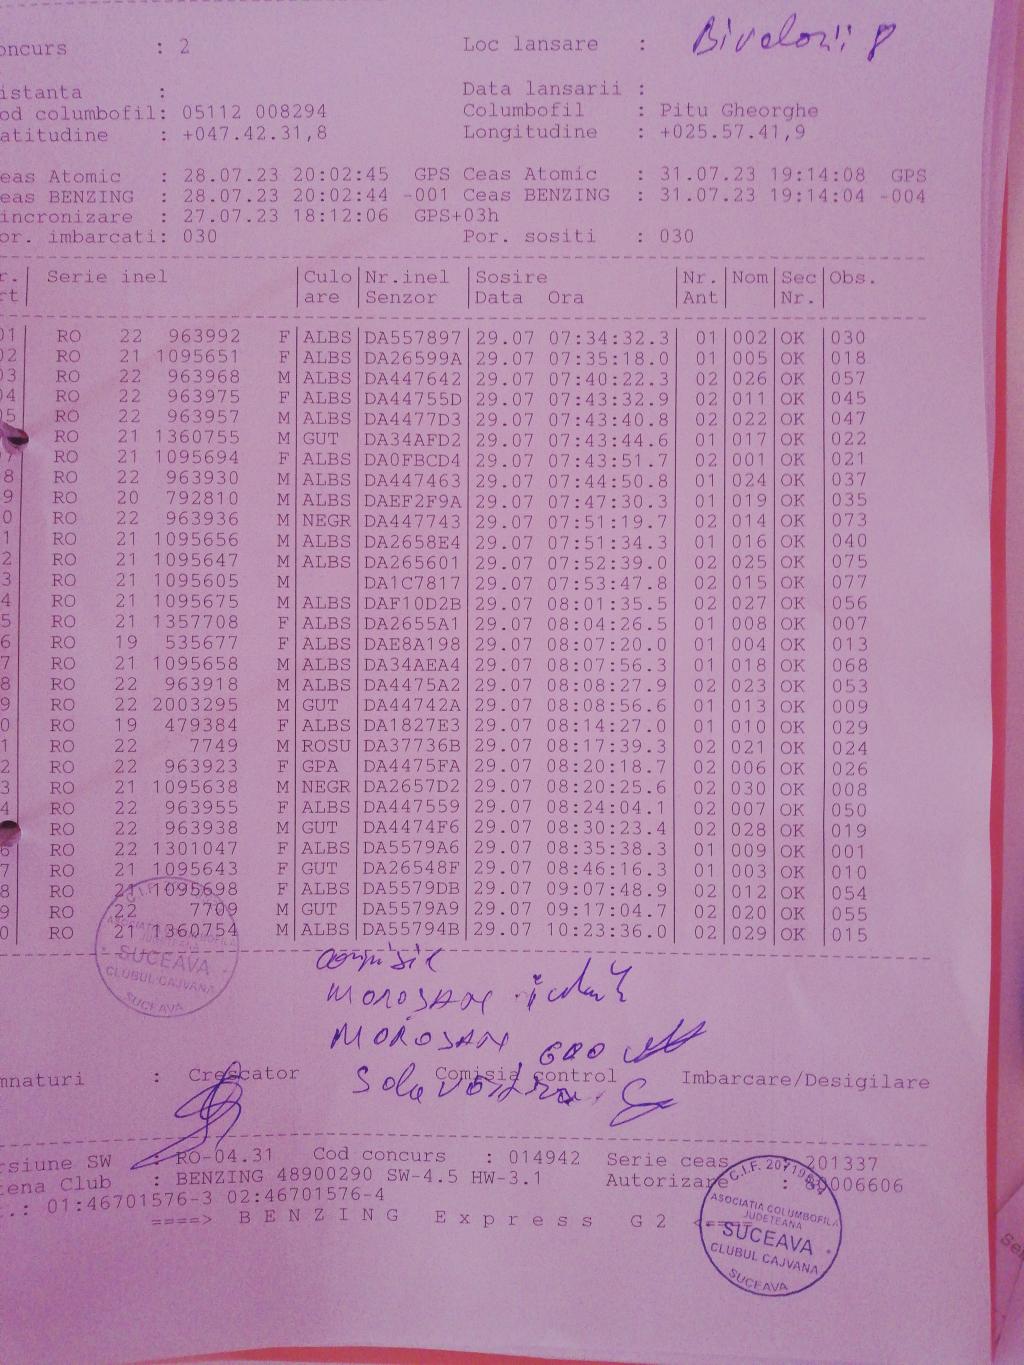 oncurs : 2 Loc lansare :
istanta : Data lansarii :
od columbofil: 05112 008294 Columbofil : Pitu Gheorghe
atitudine : +047.42.31,8 Longitudine : +025.57.41,9
eas Atomic : 28.07.23 20:02:45 GPS Ceas Atomic : 31.07.23 19:14:08 GPS
eas BENZING : 28.07.23 20:02:44 -001 Ceas BENZING : 31.07.23 19:14:04 -004
incronizare : 27.07.23 18:12:06 GPS+03h
or. imbarcati: 030 Por. sositi : 030
r. Serie inel Culo Nr.inel Sosire Nr. Nom Sec Obs.
rt are Senzor Data Ora Ant Nr.
01 RO 22 963992 F ALBS DA557897 29.07 07:34:32.3 01 002 OK 030
02 RO 21 1095651 F ALBS DA26599A 29.07 07:35:18.0 01 005 OK 018
03 RO 22 963968 M ALBS DA447642 29.07 07:40:22.3 02 026 OK 057
04 RO 22 963975 F ALBS DA44755D 29.07 07:43:32.9 02 011 OK 045
05 RO 22 963957 M ALBS DA4477D3 29.07 07:43:40.8 02 022 OK 047
RO 21 1360755 M GUT DA34AFD2 29.07 07:43:44.6 01 017 OK 022
7 RO 21 1095694 F ALBS DA0FBCD4 29.07 07:43:51.7 02 001 OK 021
8 RO 22 963930 M ALBS DA447463 29.07 07:44:50.8 01 024 OK 037
9 RO 20 792810 M ALBS DAEF2F9A 29.07 07:47:30.3 01 019 OK 035
0 RO 22 963936 M NEGR DA447743 29.07 07:51:19.7 02 014 OK 073
1 RO 21 1095656 M ALBS DA2658E4 29.07 07:51:34.3 01 016 OK 040
2 RO 21 1095647 M ALBS DA265601 29.07 07:52:39.0 02 025 OK 075
3 RO 21 1095605 M DA1C7817 29.07 07:53:47.8 02 015 OK 077
4 RO 21 1095675 M ALBS DAF10D2B 29.07 08:01:35.5 02 027 OK 056
5 RO 21 1357708 F ALBS DA2655A1 29.07 08:04:26.5 01 008 OK 007
6 RO 19 535677 F ALBS DAE8A198 29.07 08:07:20.0 01 004 OK 013
7 RO 21 1095658 M ALBS DA34AEA4 29.07 08:07:56.3 01 018 OK 068
8 RO 22 963918 M ALBS DA4475A2 29.07 08:08:27.9 02 023 OK 053
9 RO 22 2003295 M GUT DA44742A 29.07 08:08:56.6 01 013 OK 009
0 RO 19 479384 F ALBS DA1827E3 29.07 08:14:27.0 01 010 OK 029
1 RO 22 7749 M ROSU DA37736B 29.07 08:17:39.3 02 021 OK 024
2 RO 22 963923 F GPA DA4475FA 29.07 08:20:18.7 02 006 OK 026
3 RO 21 1095638 M NEGR DA2657D2 29.07 08:20:25.6 02 030 OK 008
4 RO 22 963955 F ALBS DA447559 29.07 08:24:04.1 02 007 OK 050
RO 22 963938 M GUT DA4474F6 29.07 08:30:23.4 02 028 OK 019
6 RO 22 1301047 F ALBS DA5579A6 29.07 08:35:38.3 01 009 OK 001
7 RO 21 1095643 F GUT DA26548F 29.07 08:46:16.3 01 003 OK 010
8 RO 21 1095698 F ALBS DA5579DB 29.07 09:07:48.9 02 012 OK 054
9 RO 22 7709 M GUT DA5579A9 29.07 09:17:04.7 02 020 OK 055
0 RO 21 1360754 M ALBS DA55794B 29.07 10:23:36.0 02 029 OK 015
ASOCIATIA COLUMBOFILA
JUDETEANA
SUCEAVA
CLUBUL CAJVANA
SUCEAVA
comisie
MOROSAN
MOROSAN GEO
mnaturi : Crescator Comisia control Imbarcare/Desigilare
rsiune SW : RO-04.31 Cod concurs : 014942 Serie ceas : 201337
tena Club : BENZING 48900290 SW-4.5 HW-3.1 Autorizare : 80006606
.: 01:46701576-3 02:46701576-4
====> B E N Z I N G E x p r e s s G 2 <====
ASOCIATIA COLUMBOFILA
JUDETEANA
SUCEAVA
CLUBUL CAJVANA
SUCEAVA